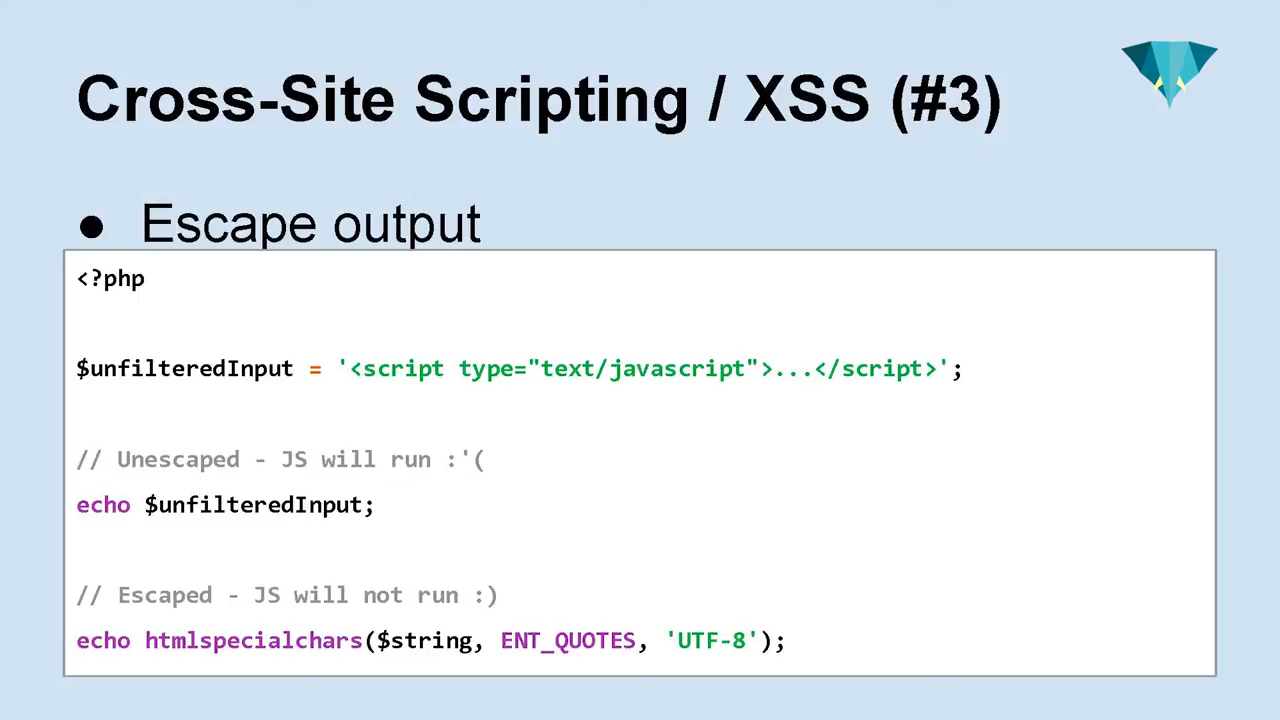 Cross-Site Scripting / XSS (#3)
● Escape output
<?php
$unfilteredInput = '<script type="text/javascript">...</script>';
// Unescaped - JS will run :'(
echo $unfilteredInput;
// Escaped - JS will not run :)
echo htmlspecialchars($string, ENT_QUOTES, 'UTF-8');